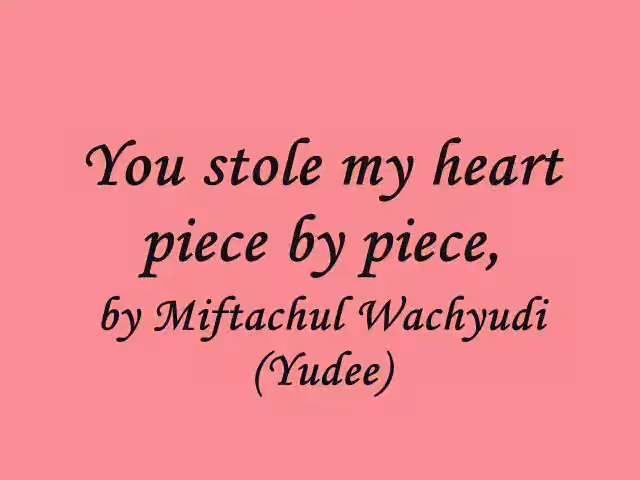 You stole my heart
piece by piece,
by Miftachul Wachyudi
(Yudee)